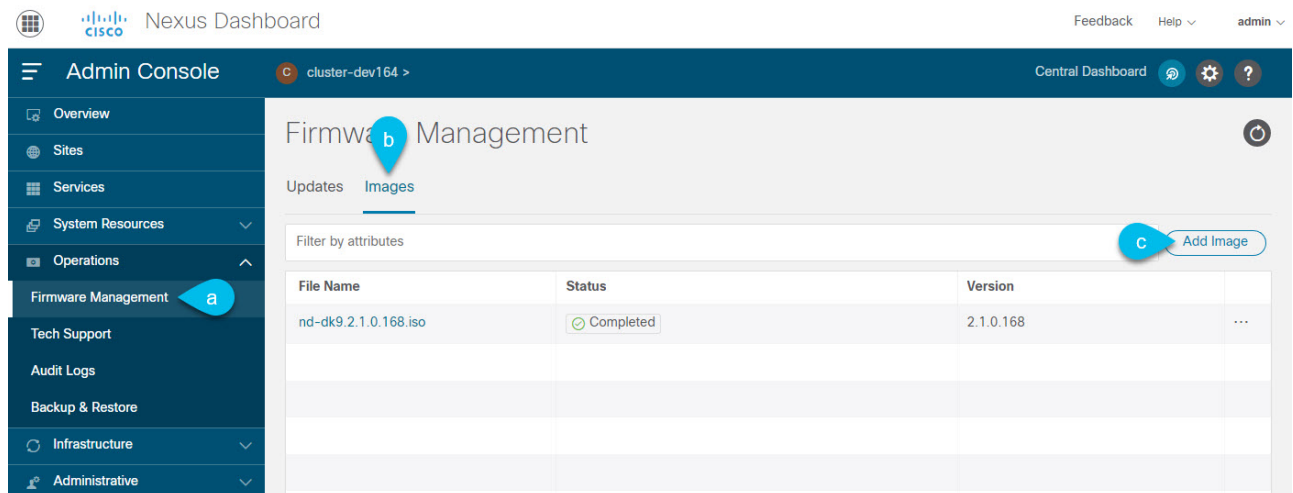 CISCO Nexus Dashboard Feedback Help admin
Admin Console C cluster-dev164 > Central Dashboard ?
Overview
Sites
Services
System Resources
Operations
Firmware Management a
Tech Support
Audit Logs
Backup & Restore
Infrastructure
Administrative
Firmwa Management
b
Updates Images
Filter by attributes c Add Image
File Name Status Version
nd-dk9.2.1.0.168.iso Completed 2.1.0.168 ...